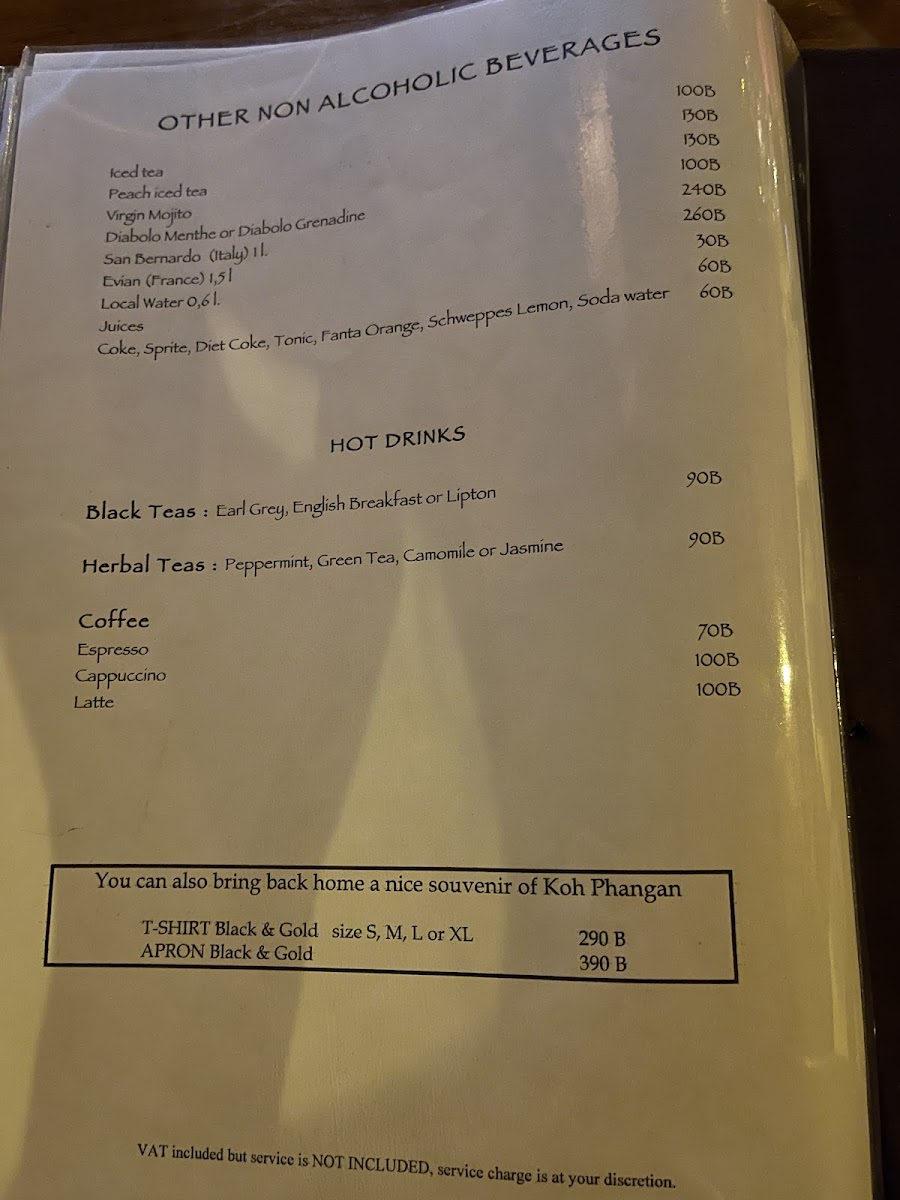 OTHER NON ALCOHOLIC BEVERAGES
Iced tea 100B
Peach iced tea 130B
Virgin Mojito 130B
Diabolo Menthe or Diabolo Grenadine 100B
San Bernardo (Italy) 1 l. 240B
Evian (France) 1,5 l 260B
Local Water 0,6 l. 30B
Juices 60B
Coke, Sprite, Diet Coke, Tonic, Fanta Orange, Schweppes Lemon, Soda water 60B
HOT DRINKS
Black Teas : Earl Grey, English Breakfast or Lipton 90B
Herbal Teas : Peppermint, Green Tea, Camomile or Jasmine 90B
Coffee
Espresso 70B
Cappuccino 100B
Latte 100B
You can also bring back home a nice souvenir of Koh Phangan
T-SHIRT Black & Gold size S, M, L or XL 290 B
APRON Black & Gold 390 B
VAT included but service is NOT INCLUDED, service charge is at your discretion.